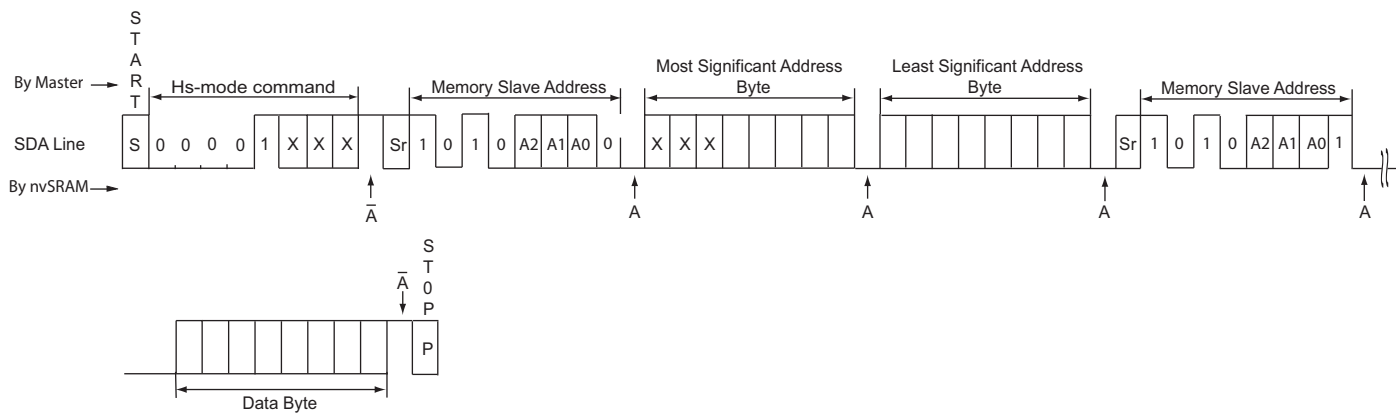 START
By Master
Hs-mode command
Memory Slave Address
Most Significant Address
Byte
Least Significant Address
Byte
Memory Slave Address
SDA Line
S 0 0 0 0 1 X X X Sr 1 0 1 0 A2 A1 A0 0 X X X Sr 1 0 1 0 A2 A1 A0 1
By nvSRAM
A̅ A A A A
A̅
ST0P
P
Data Byte